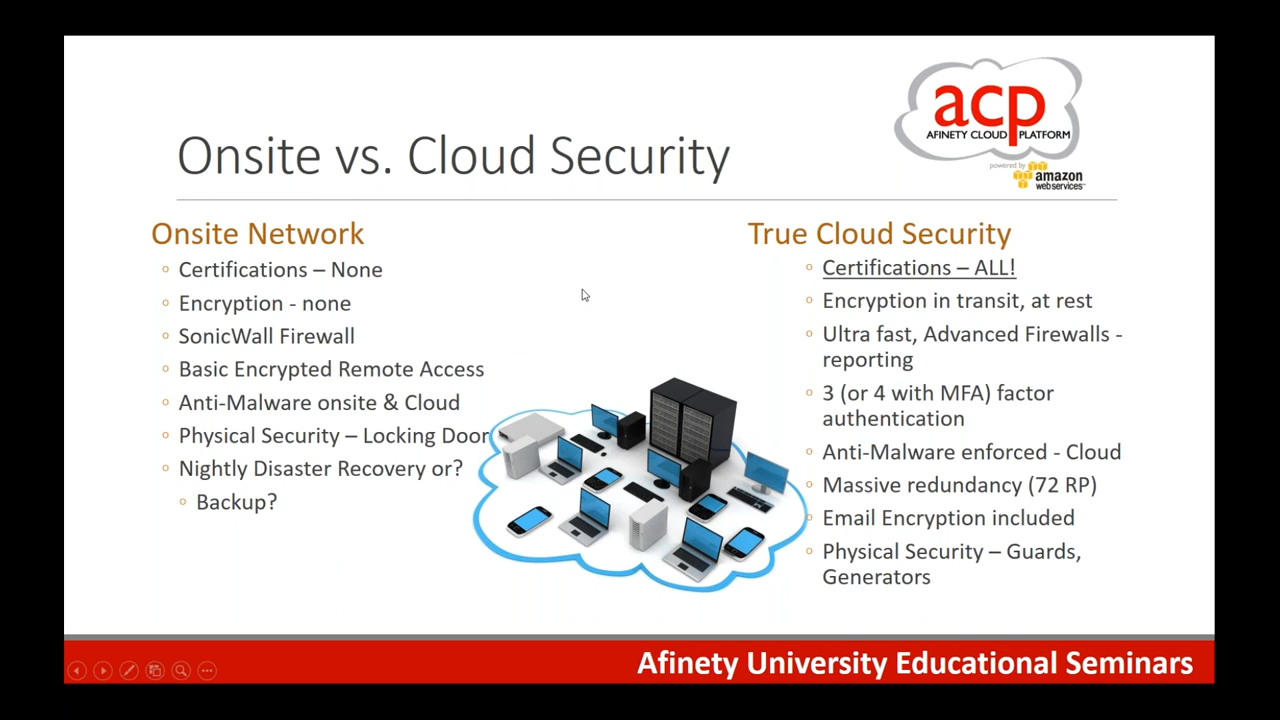 acp
AFINETY CLOUD PLATFORM
powered by
amazon
webservices™
Onsite vs. Cloud Security
Onsite Network
Certifications – None
Encryption - none
SonicWall Firewall
Basic Encrypted Remote Access
Anti-Malware onsite & Cloud
Physical Security – Locking Door
Nightly Disaster Recovery or?
Backup?
True Cloud Security
Certifications – ALL!
Encryption in transit, at rest
Ultra fast, Advanced Firewalls -
reporting
3 (or 4 with MFA) factor
authentication
Anti-Malware enforced - Cloud
Massive redundancy (72 RP)
Email Encryption included
Physical Security – Guards,
Generators
Afinety University Educational Seminars